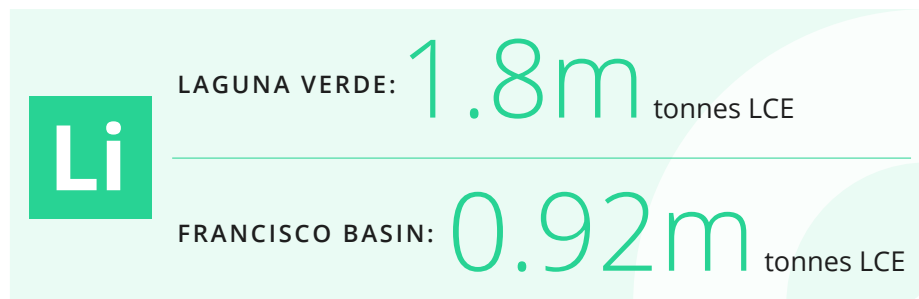 LAGUNA VERDE: 1.8m tonnes LCE
Li
FRANCISCO BASIN: 0.92m tonnes LCE